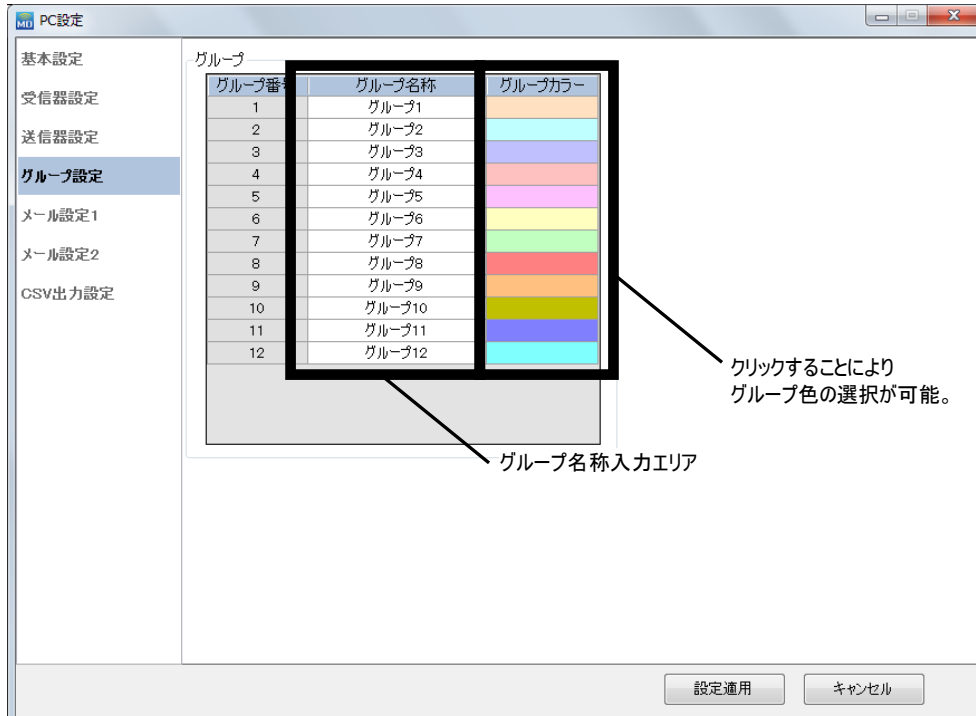 MD PC設定
基本設定
受信器設定
送信器設定
グループ設定
メール設定1
メール設定2
CSV出力設定
グループ
グループ番号 グループ名称 グループカラー
1 グループ1
2 グループ2
3 グループ3
4 グループ4
5 グループ5
6 グループ6
7 グループ7
8 グループ8
9 グループ9
10 グループ10
11 グループ11
12 グループ12
クリックすることにより
グループ色の選択が可能。
グループ名称入力エリア
設定適用 キャンセル